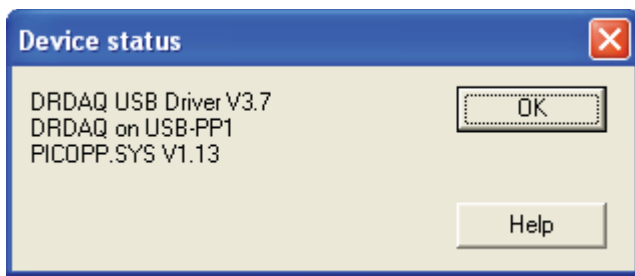 Device status
DRDAQ USB Driver V3.7
DRDAQ on USB-PP1
PICOPP.SYS V1.13
OK
Help